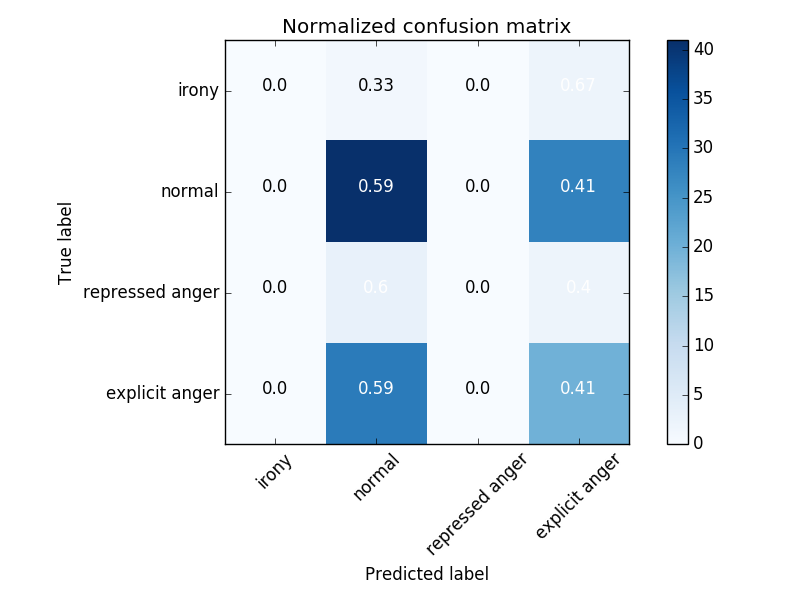 Normalized confusion matrix
True label
irony 0.0 0.33 0.0 0.67
normal 0.0 0.59 0.0 0.41
repressed anger 0.0 0.6 0.0 0.4
explicit anger 0.0 0.59 0.0 0.41
irony normal repressed anger explicit anger
Predicted label
40
35
30
25
20
15
10
5
0